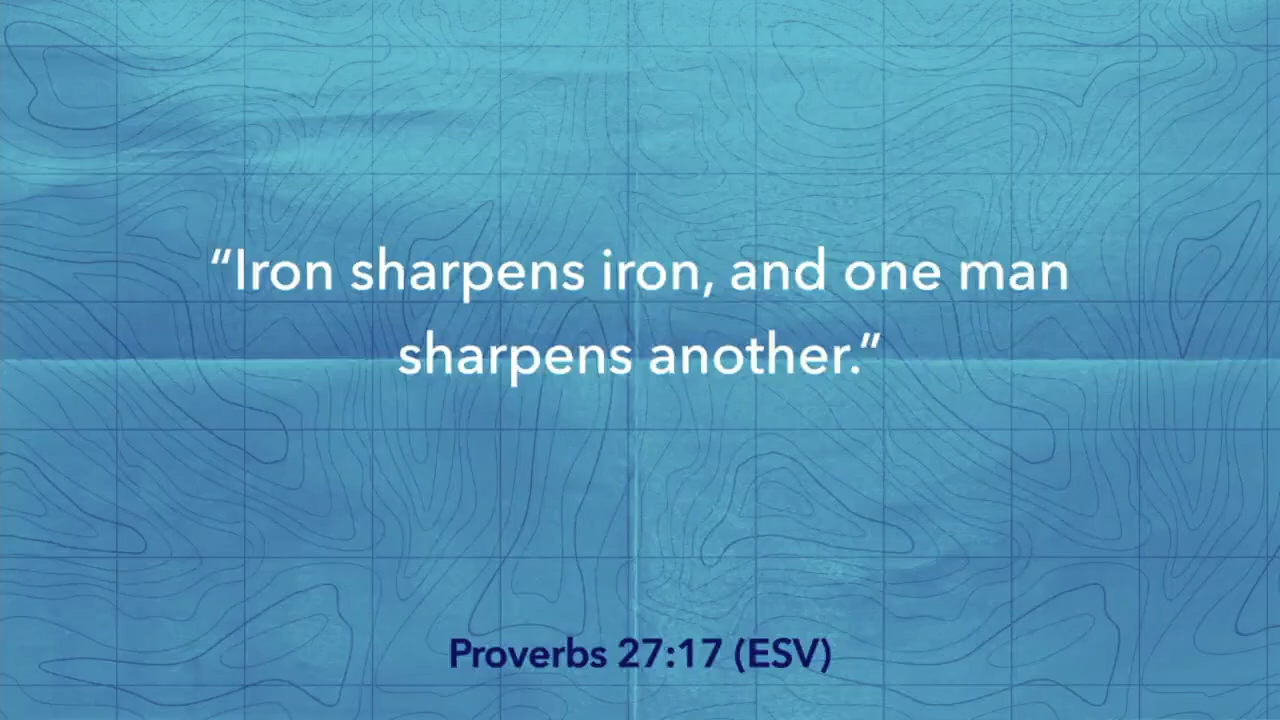 “Iron sharpens iron, and one man
sharpens another.”
Proverbs 27:17 (ESV)